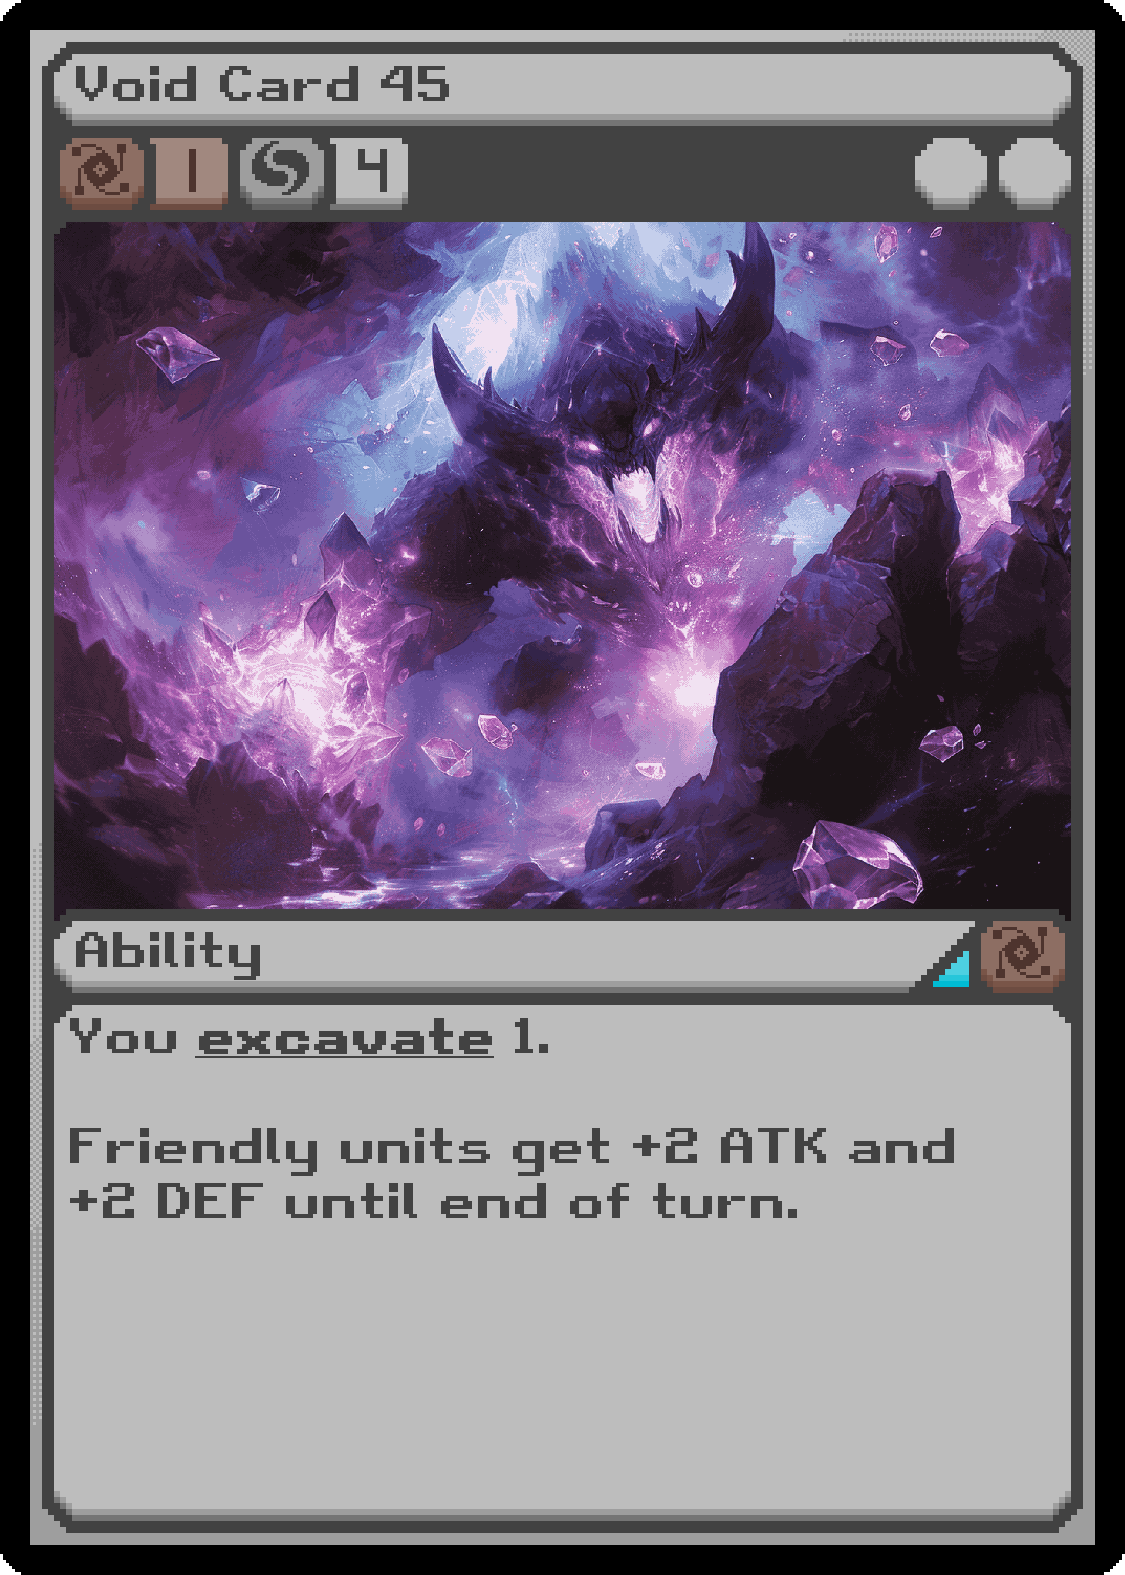 Void Card 45
1 4
Ability
You excavate 1.
Friendly units get +2 ATK and
+2 DEF until end of turn.